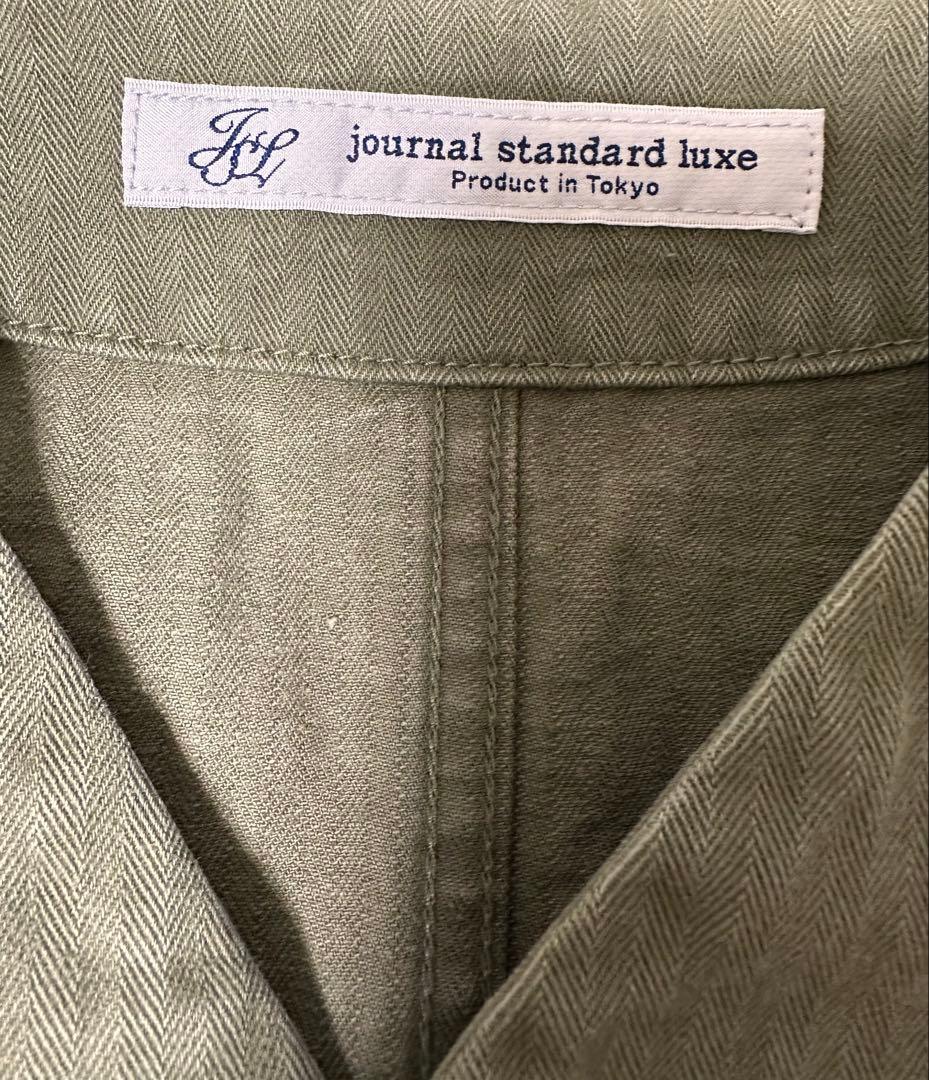 JSL journal standard luxe
Product in Tokyo